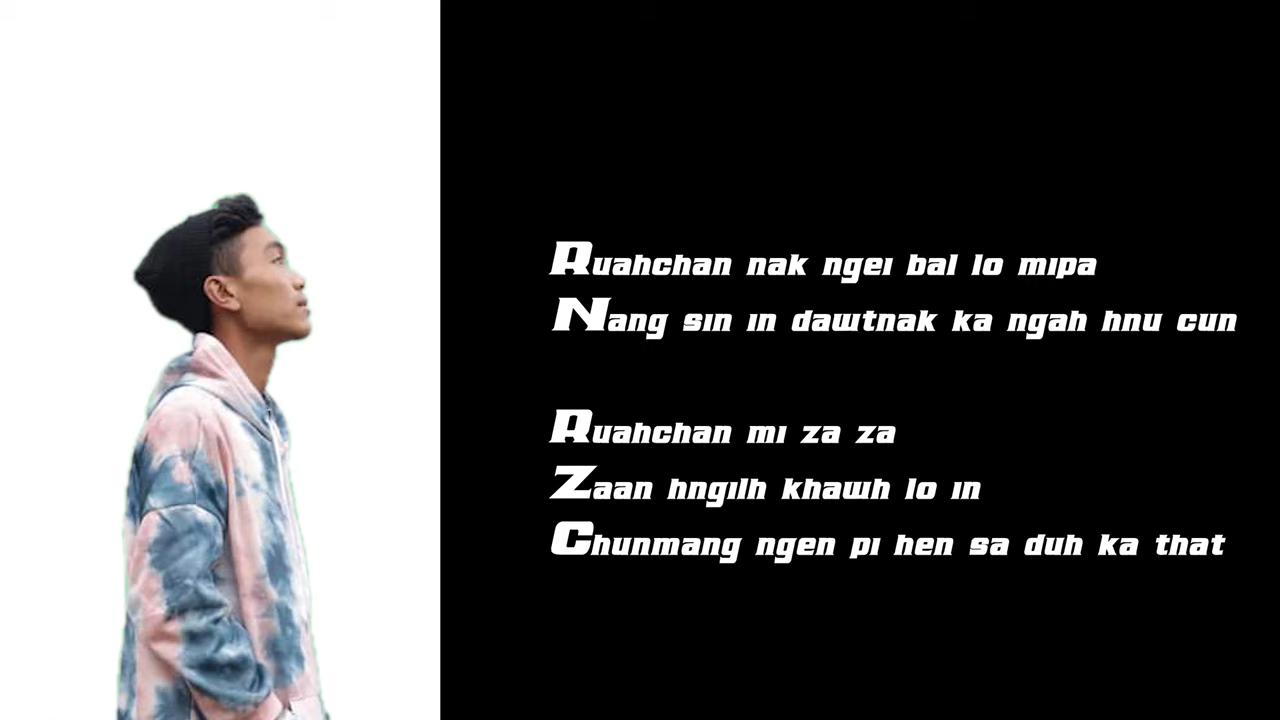 Ruahchan nak ngei bal lo mipa
Nang sin in dawtnak ka ngah hnu cun
Ruahchan mi za za
Zaan hngilh khawh lo in
Chunmang ngen pi hen sa duh ka that